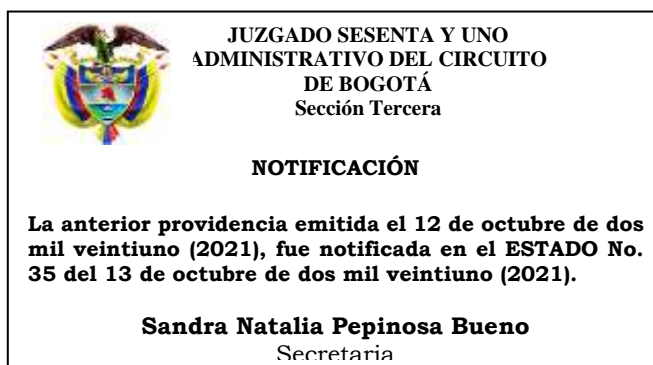 JUZGADO SESENTA Y UNO
ADMINISTRATIVO DEL CIRCUITO
DE BOGOTÁ
Sección Tercera
NOTIFICACIÓN
La anterior providencia emitida el 12 de octubre de dos
mil veintiuno (2021), fue notificada en el ESTADO No.
35 del 13 de octubre de dos mil veintiuno (2021).
Sandra Natalia Pepinosa Bueno
Secretaria